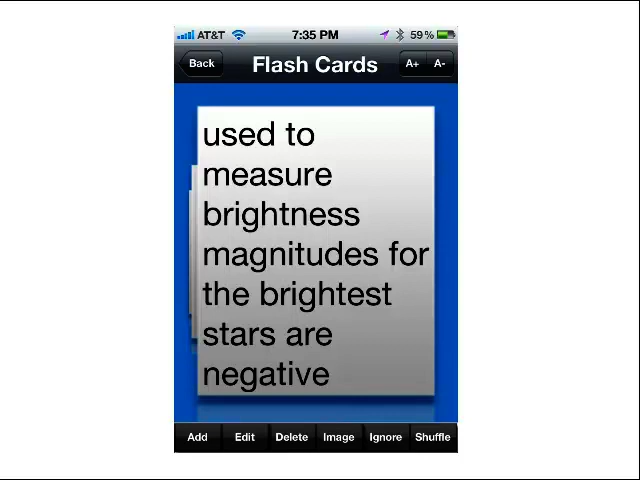 AT&T 7:35 PM 59%
Back Flash Cards A+ A-
used to
measure
brightness
magnitudes for
the brightest
stars are
negative
Add Edit Delete Image Ignore Shuffle